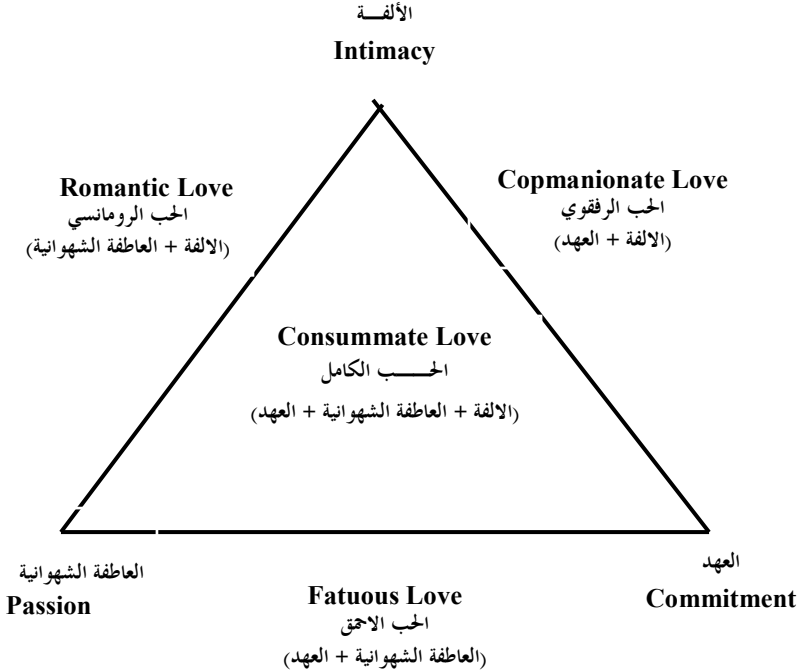 الألفـــة
Intimacy
Romantic Love
الحب الرومانسي
(الالفة + العاطفة الشهوانية)
Copmanionate Love
الحب الرفقوي
(الالفة + العهد)
Consummate Love
الحـــــب الكامل
(الالفة + العاطفة الشهوانية + العهد)
العاطفة الشهوانية
Passion
Fatuous Love
الحب الاحمق
(العاطفة الشهوانية + العهد)
العهد
Commitment